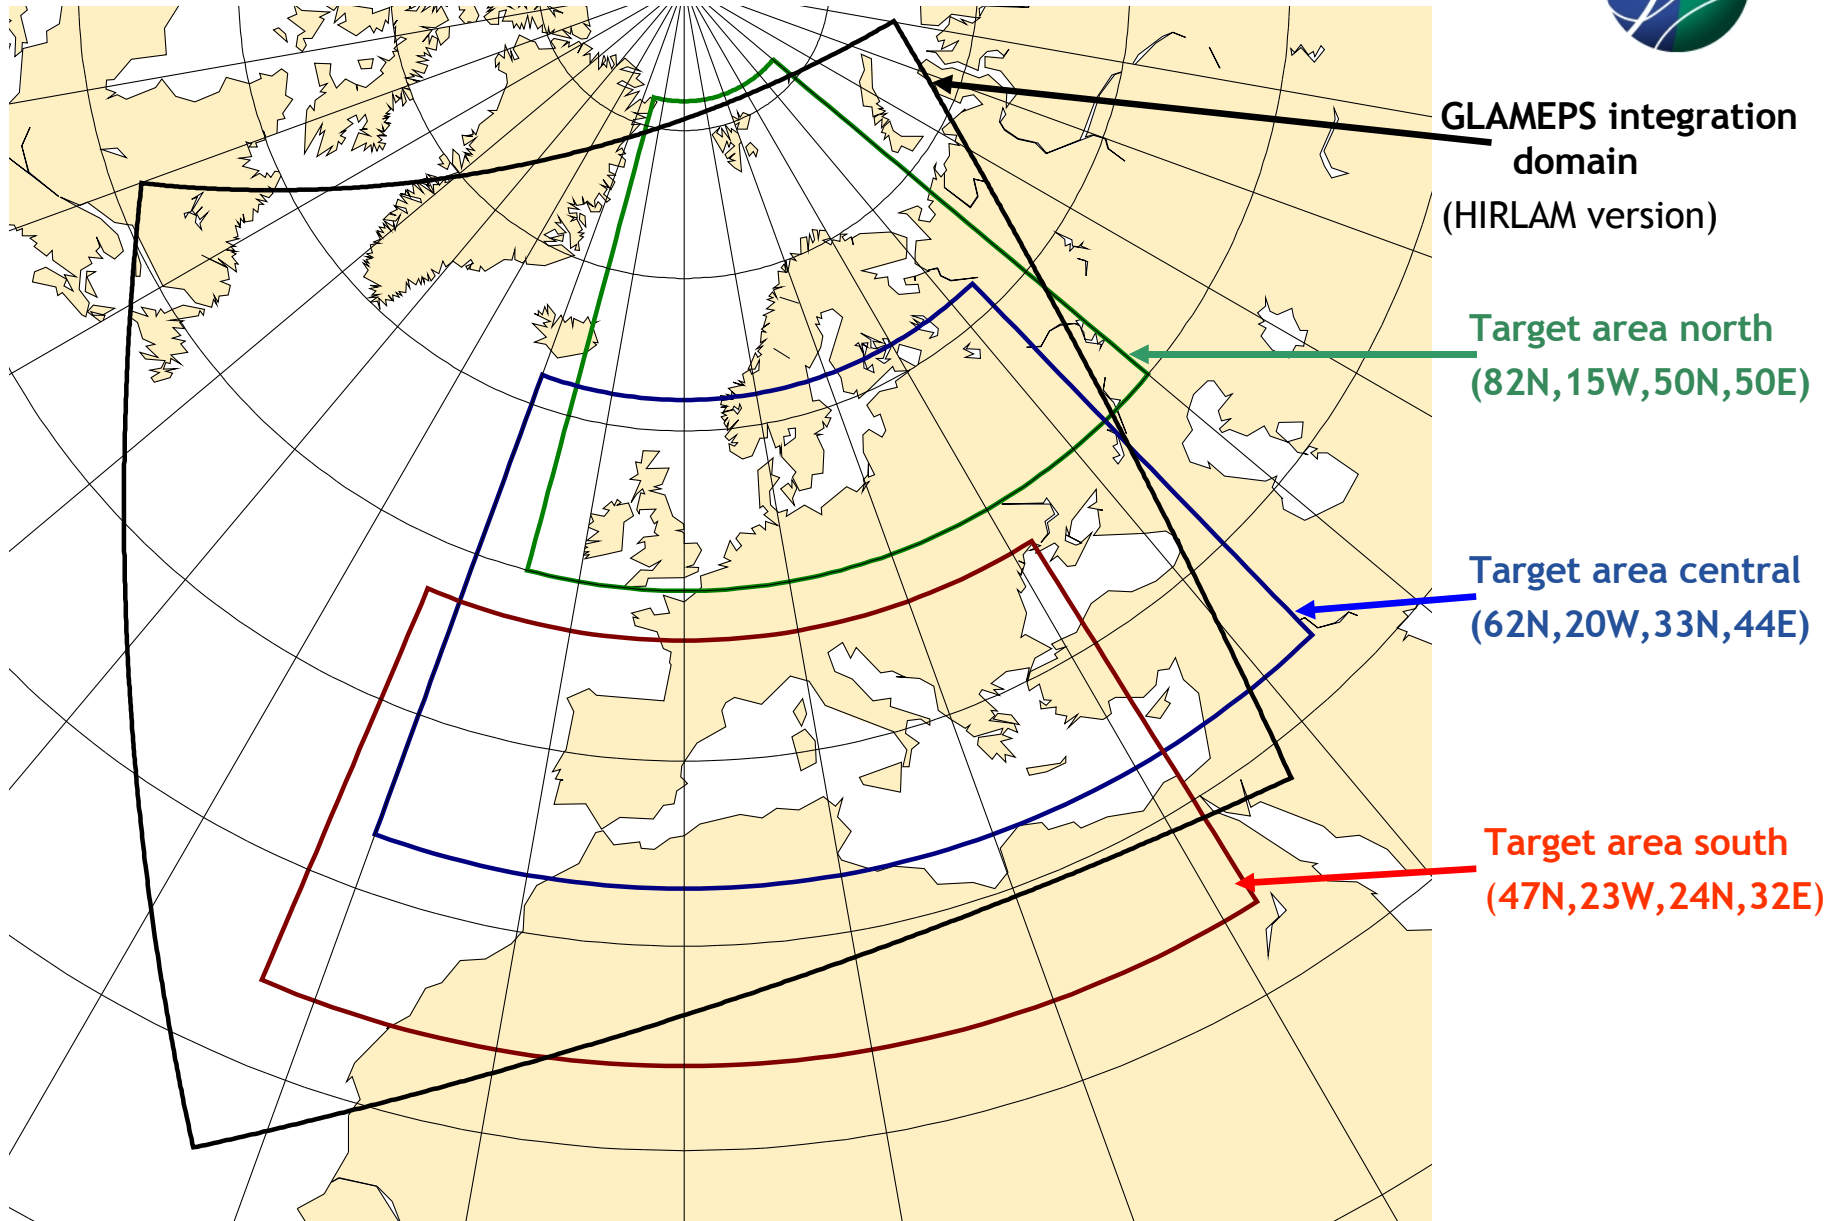 GLAMEPS integration
domain
(HIRLAM version)
Target area north
(82N,15W,50N,50E)
Target area central
(62N,20W,33N,44E)
Target area south
(47N,23W,24N,32E)